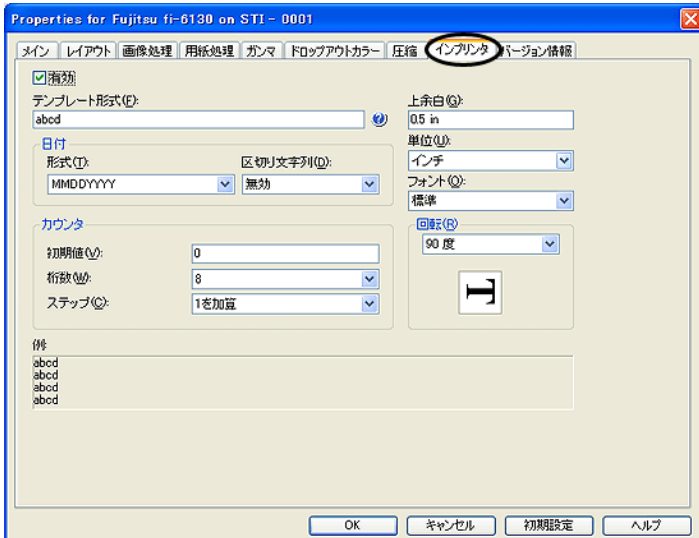 Properties for Fujitsu fi-6130 on STI - 0001
メイン レイアウト 画像処理 用紙処理 ガンマ ドロップアウトカラー 圧縮 インプリンタ バージョン情報
有効
テンプレート形式(F):
abcd
上余白(G):
0.5 in
日付
形式(T): 区切り文字列(D):
MMDDYYYY 無効
単位(U):
インチ
フォント(O):
標準
カウンタ
初期値(V): 0
桁数(W): 8
ステップ(C): 1を加算
回転(R)
90 度
T
例:
abcd
abcd
abcd
abcd
OK キャンセル 初期設定 ヘルプ